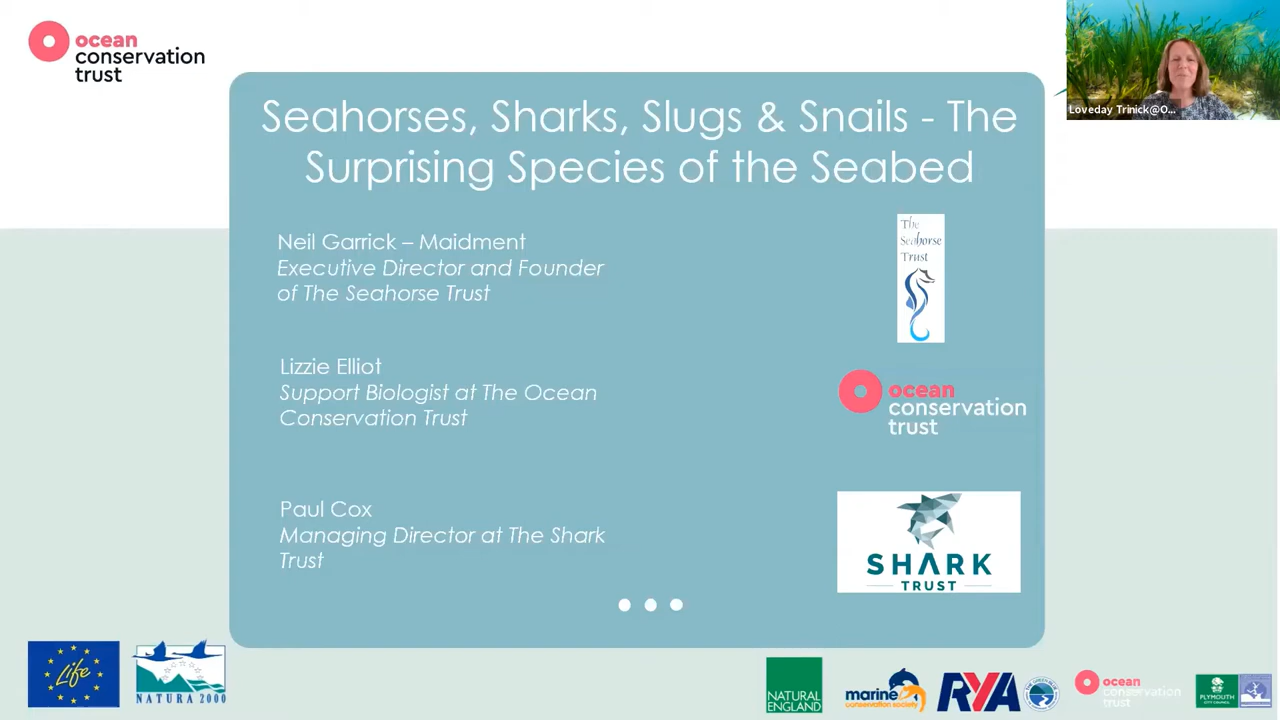 ocean
conservation
trust
Loveday Trinick@O...
Seahorses, Sharks, Slugs & Snails - The
Surprising Species of the Seabed
Neil Garrick – Maidment
Executive Director and Founder
of The Seahorse Trust
The
Seahorse
Trust
Lizzie Elliot
Support Biologist at The Ocean
Conservation Trust
ocean
conservation
trust
Paul Cox
Managing Director at The Shark
Trust
SHARK
TRUST
Life
NATURA 2000
NATURAL
ENGLAND
marine
conservation society
RYA
ocean
conservation
trust
PLYMOUTH
CITY COUNCIL